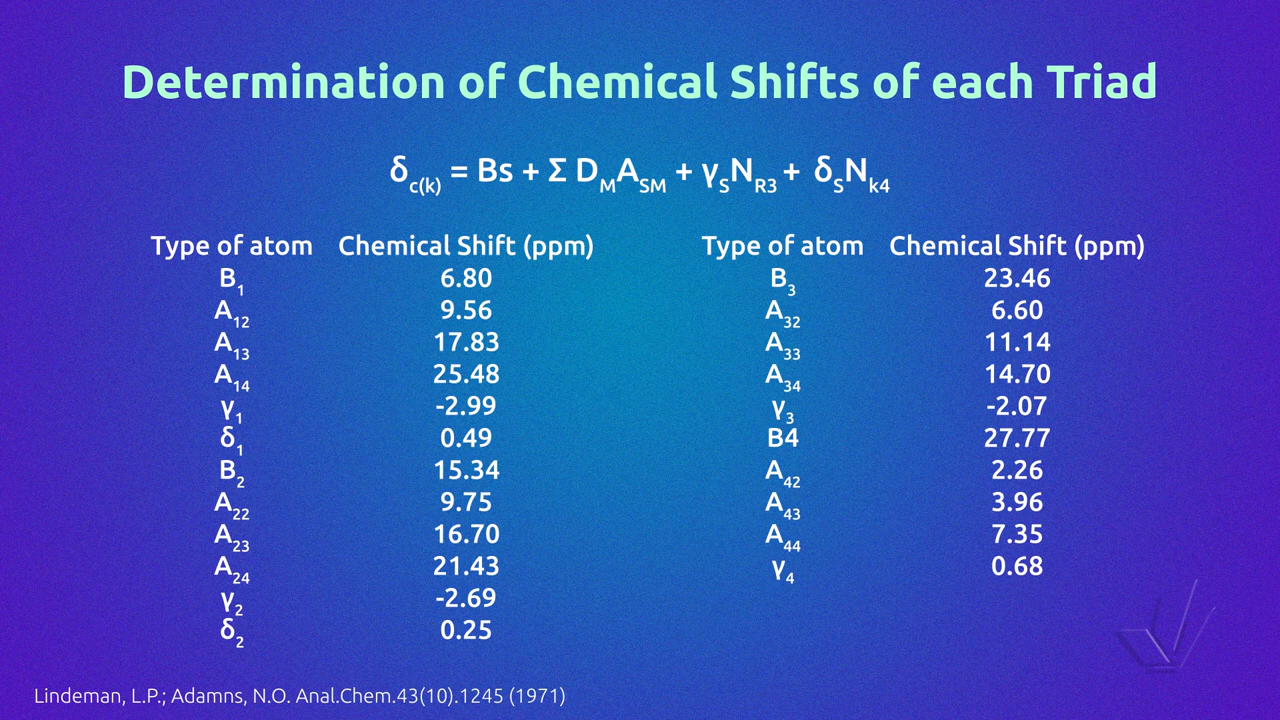 Determination of Chemical Shifts of each Triad
δc(k) = Bs + Σ DMASM + γSNR3 + δSNk4
Type of atom Chemical Shift (ppm)
B1 6.80
A12 9.56
A13 17.83
A14 25.48
γ1 -2.99
δ1 0.49
B2 15.34
A22 9.75
A23 16.70
A24 21.43
γ2 -2.69
δ2 0.25
Type of atom Chemical Shift (ppm)
B3 23.46
A32 6.60
A33 11.14
A34 14.70
γ3 -2.07
B4 27.77
A42 2.26
A43 3.96
A44 7.35
γ4 0.68
Lindeman, L.P.; Adamns, N.O. Anal.Chem.43(10).1245 (1971)